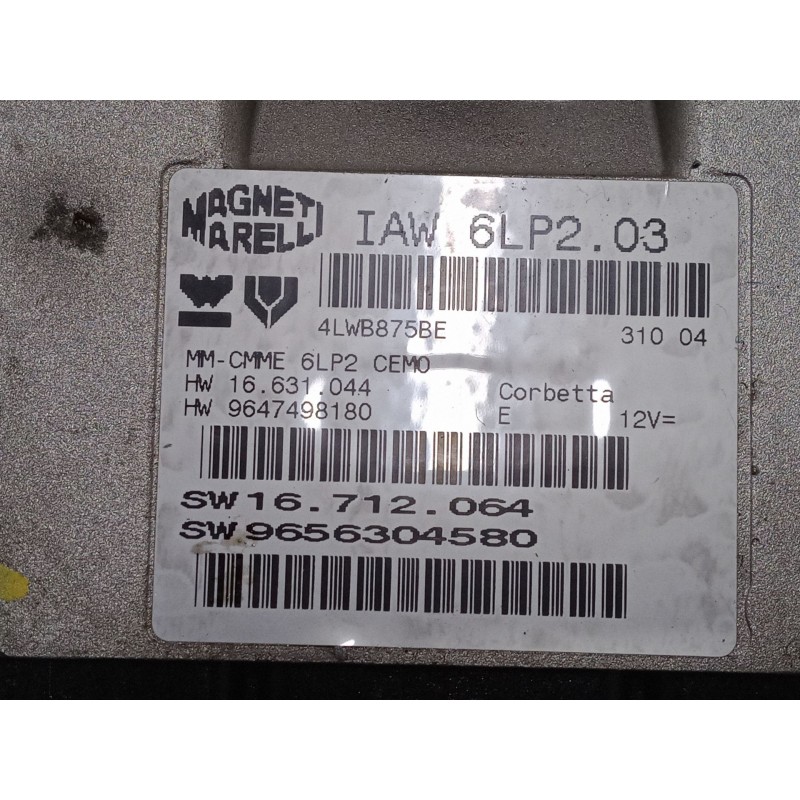 MAGNETI
MARELLI
IAW 6LP2.03
4LWB875BE 310 04
MM-CMME 6LP2 CEMO
HW 16.631.044 Corbetta
HW 9647498180 E 12V=
SW 16.712.064
SW 9656304580